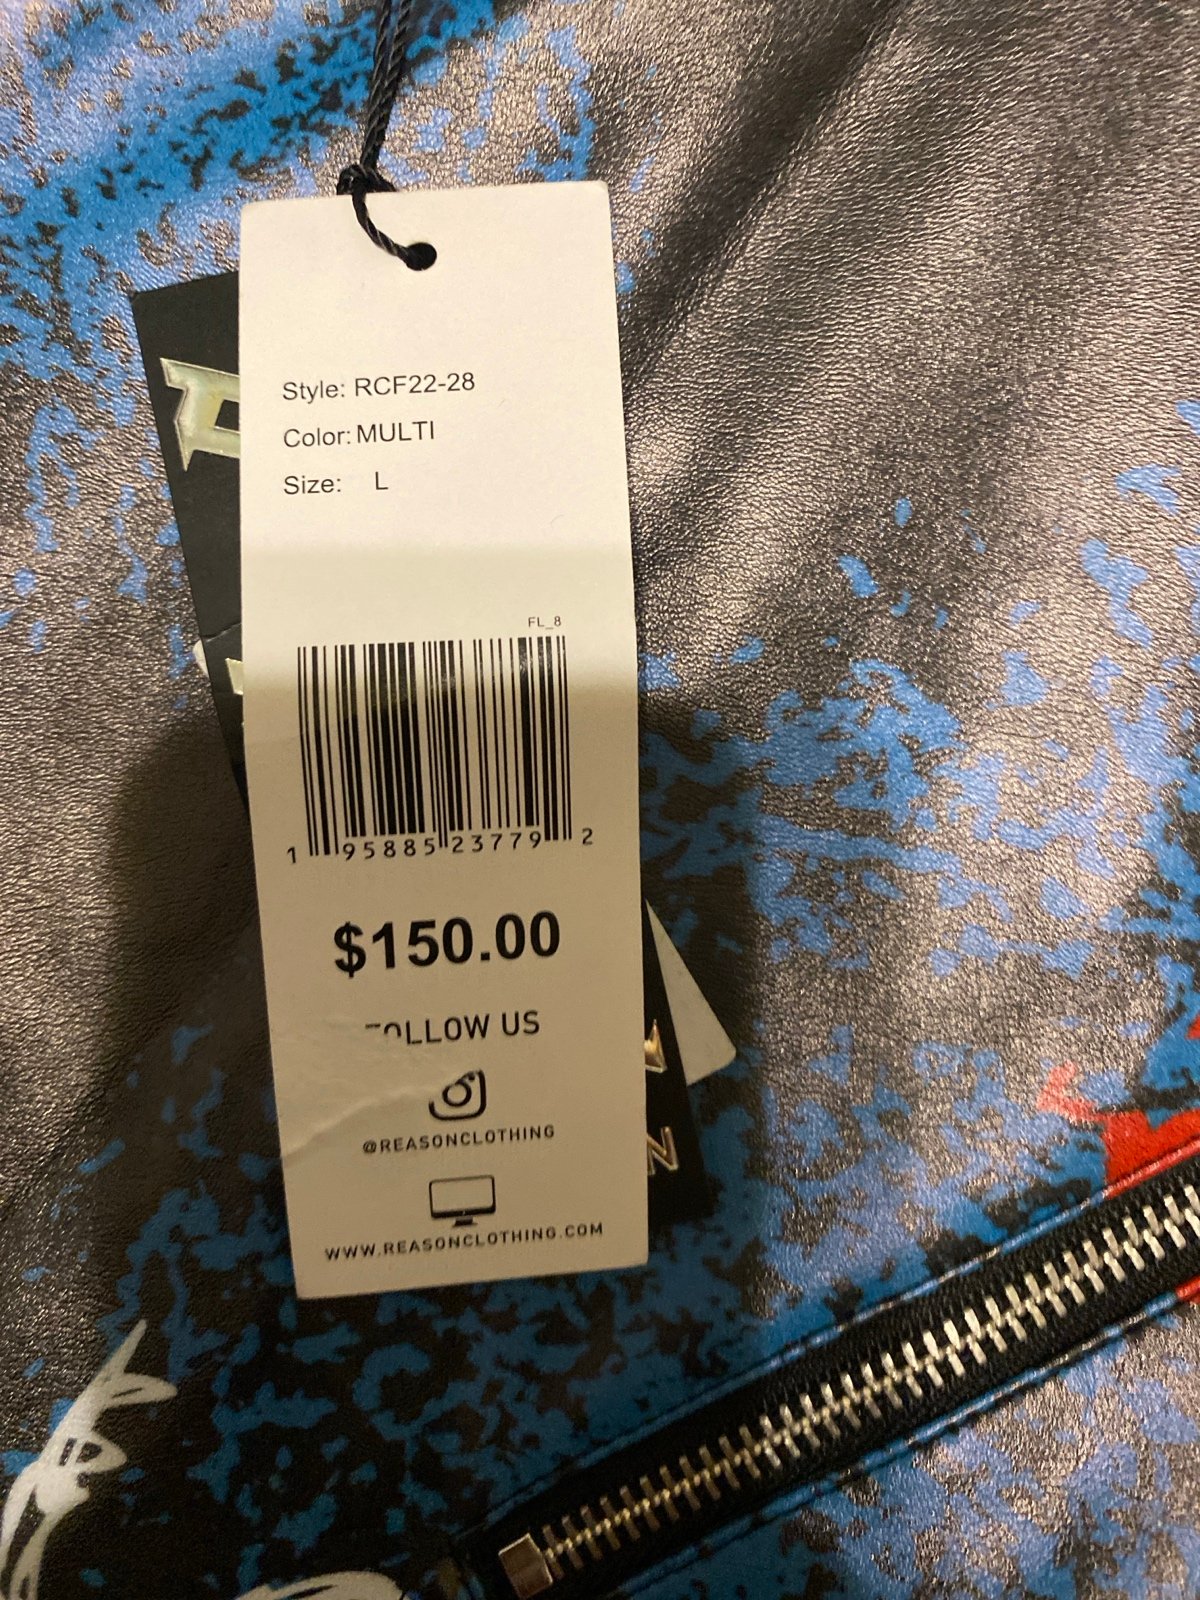 Style: RCF22-28
Color: MULTI
Size: L
FL_8
1 95885 23779 2
$150.00
FOLLOW US
@REASONCLOTHING
WWW.REASONCLOTHING.COM